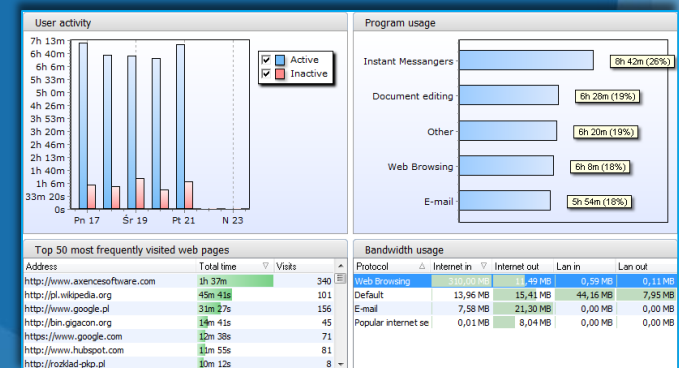 User activity
7h 13m
6h 40m
6h 6m
5h 33m
5h 0m
4h 26m
3h 53m
3h 20m
2h 46m
2h 13m
1h 40m
1h 6m
33m 20s
0s
Pn 17 Śr 19 Pt 21 N 23
Active
Inactive
Program usage
Instant Messangers 8h 42m (26%)
Document editing 6h 28m (19%)
Other 6h 20m (19%)
Web Browsing 6h 8m (18%)
E-mail 5h 54m (18%)
Top 50 most frequently visited web pages
Address Total time Visits
http://www.axencesoftware.com 1h 37m 340
http://pl.wikipedia.org 45m 41s 101
http://www.google.pl 31m 27s 156
http://bin.gigacon.org 14m 41s 45
https://www.google.com 12m 38s 71
http://www.hubspot.com 11m 55s 81
http://rozklad-pkp.pl 10m 12s 8
Bandwidth usage
Protocol Internet in Internet out Lan in Lan out
Web Browsing 310,00 MB 11,49 MB 0,59 MB 0,11 MB
Default 13,96 MB 15,41 MB 44,16 MB 7,95 MB
E-mail 7,58 MB 21,30 MB 0,00 MB 0,00 MB
Popular internet se 0,01 MB 8,04 MB 0,00 MB 0,00 MB